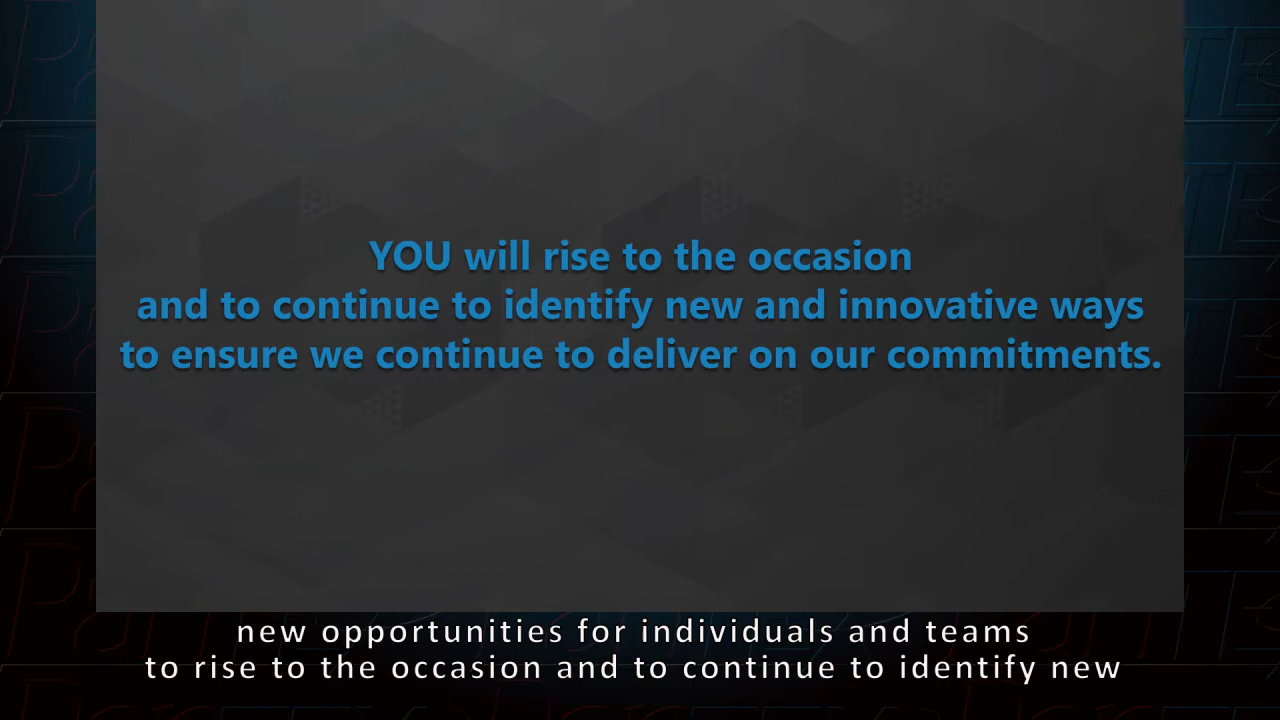 YOU will rise to the occasion
and to continue to identify new and innovative ways
to ensure we continue to deliver on our commitments.
new opportunities for individuals and teams
to rise to the occasion and to continue to identify new